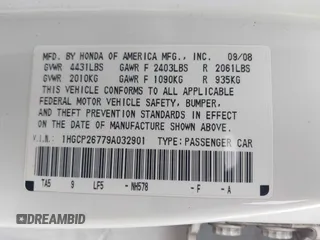 MFD. BY HONDA OF AMERICA MFG., INC. 09/08
GVWR 4431LBS GAWR F 2403LBS R 2061LBS
GVWR 2010KG GAWR F 1090KG R 935KG
THIS VEHICLE CONFORMS TO ALL APPLICABLE
FEDERAL MOTOR VEHICLE SAFETY, BUMPER,
AND THEFT PREVENTION STANDARDS IN EFFECT
ON THE DATE OF MANUFACTURE SHOWN ABOVE.
V.I.N.: 1HGCP26779A032901 TYPE: PASSENGER CAR
TA5 9 LF5 - NH578 - F - A
DREAMBID